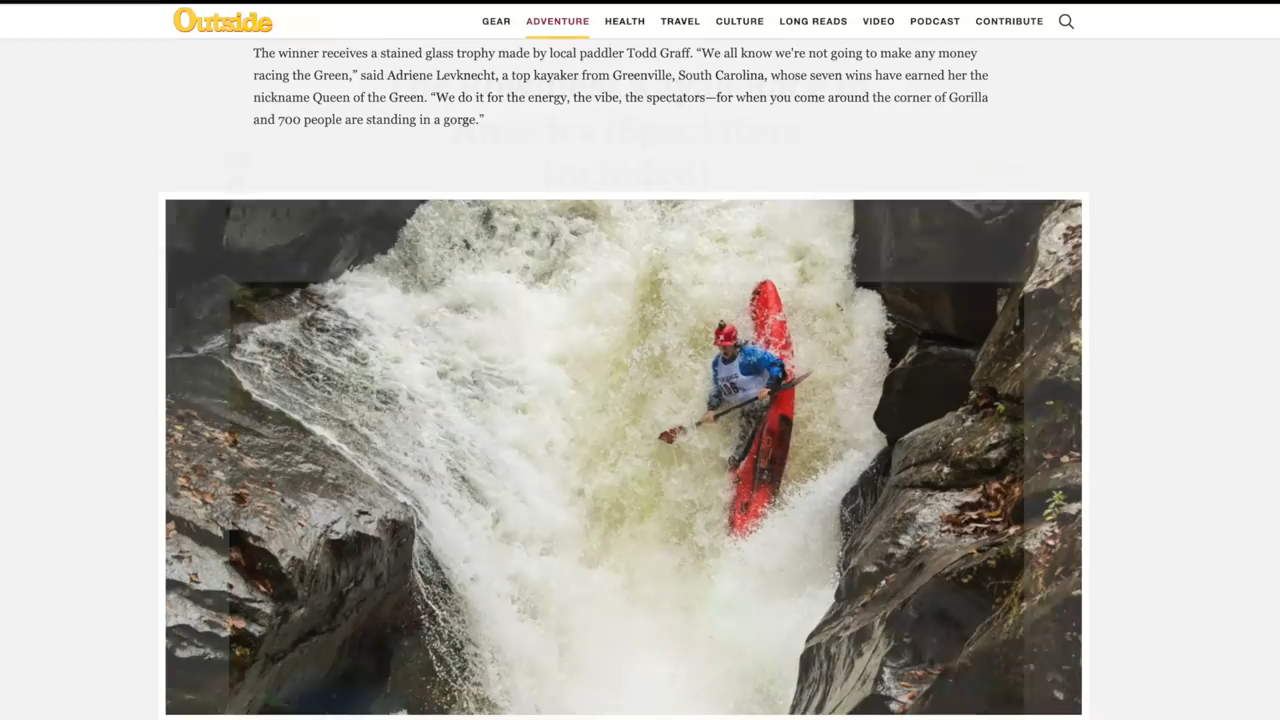 Outside
GEAR ADVENTURE HEALTH TRAVEL CULTURE LONG READS VIDEO PODCAST CONTRIBUTE
The winner receives a stained glass trophy made by local paddler Todd Graff. “We all know we're not going to make any money
racing the Green,” said Adriene Levknecht, a top kayaker from Greenville, South Carolina, whose seven wins have earned her the
nickname Queen of the Green. “We do it for the energy, the vibe, the spectators—for when you come around the corner of Gorilla
and 700 people are standing in a gorge.”